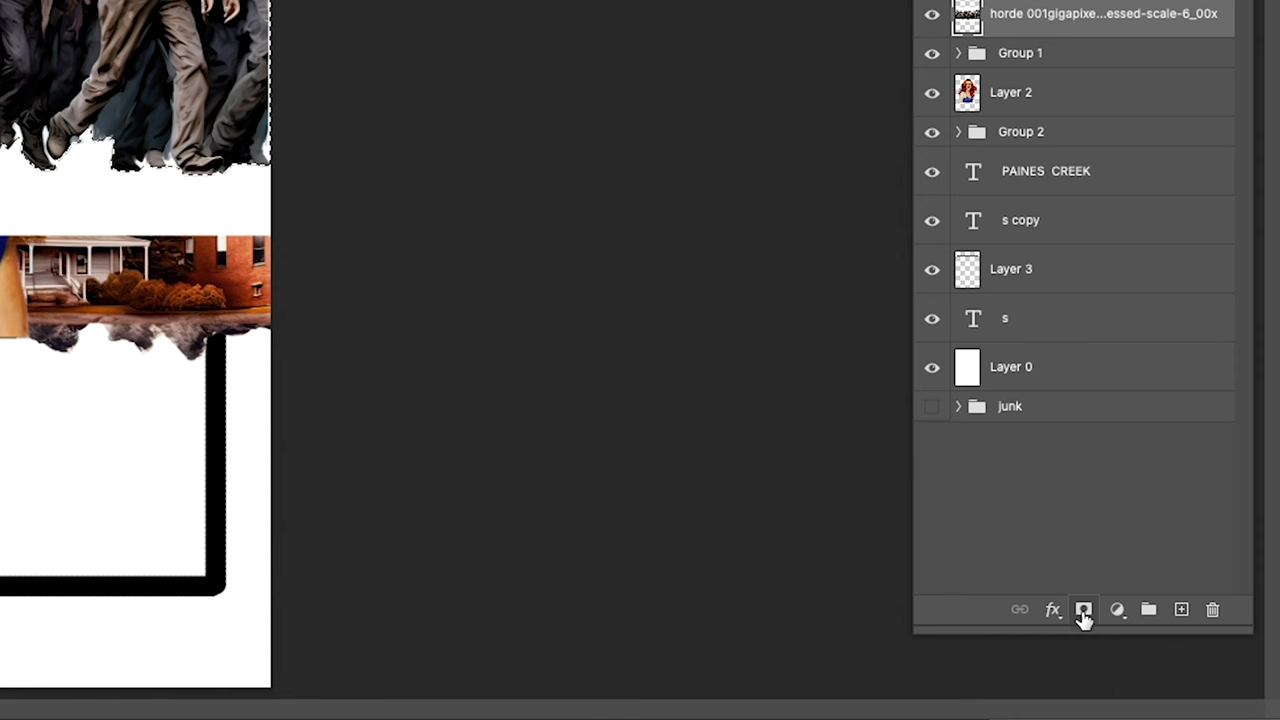 horde 001gigapixe...essed-scale-6_00x
Group 1
Layer 2
Group 2
T PAINES CREEK
T s copy
Layer 3
T s
Layer 0
junk
fx